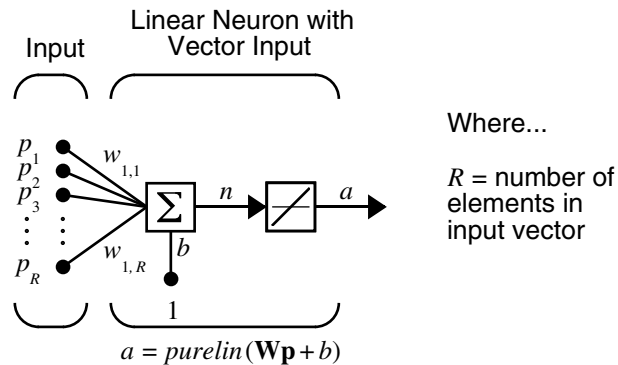 Linear Neuron with
Vector Input
Input
p1
p2
p3
pR
w1,1
w1,R
Σ
n
a
b
1
a = purelin(Wp + b)
Where...
R = number of
elements in
input vector